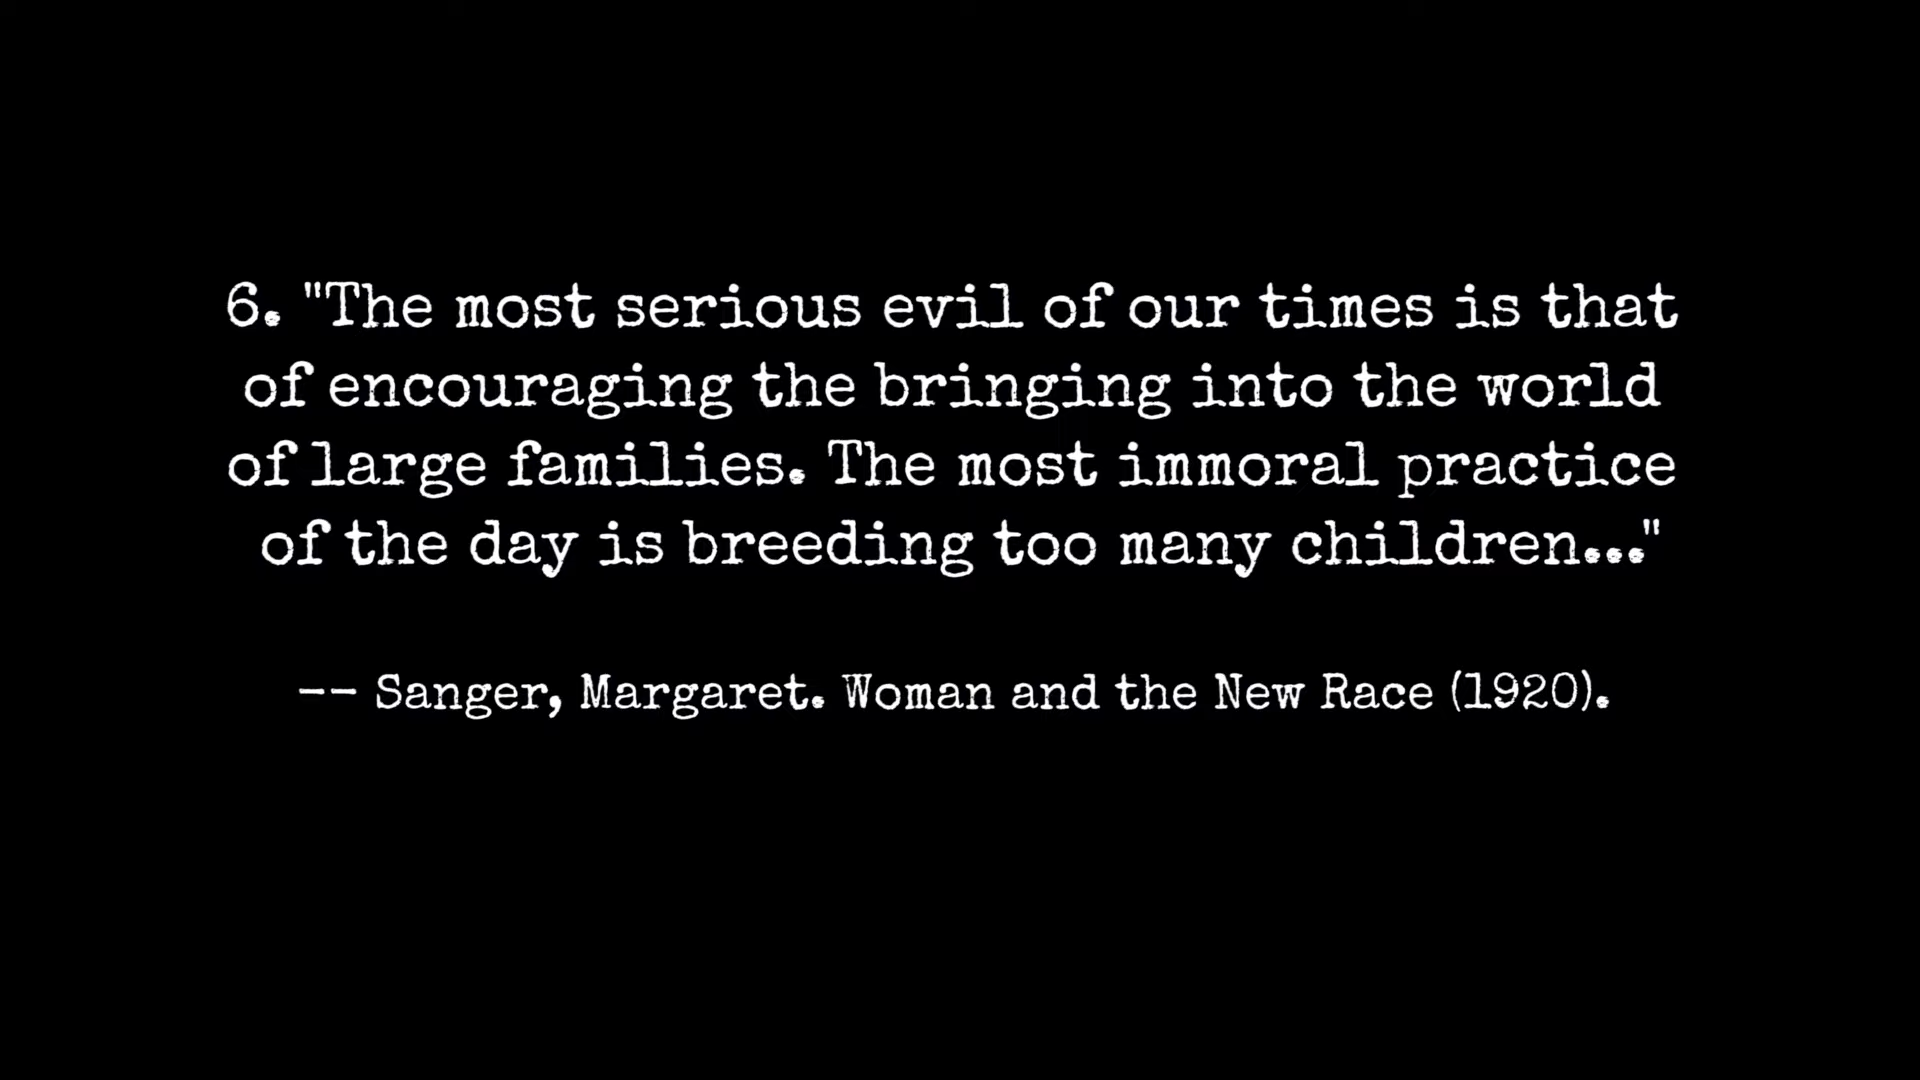 6. "The most serious evil of our times is that
of encouraging the bringing into the world
of large families. The most immoral practice
of the day is breeding too many children..."
-- Sanger, Margaret. Woman and the New Race (1920).